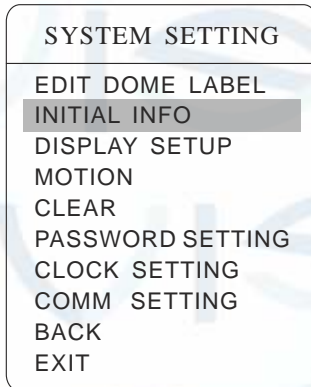 SYSTEM SETTING
EDIT DOME LABEL
INITIAL INFO
DISPLAY SETUP
MOTION
CLEAR
PASSWORD SETTING
CLOCK SETTING
COMM SETTING
BACK
EXIT